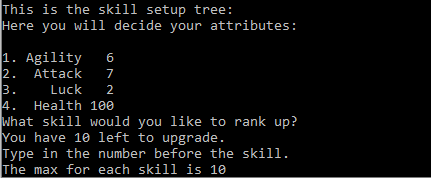 This is the skill setup tree:
Here you will decide your attributes:
1. Agility 6
2. Attack 7
3. Luck 2
4. Health 100
What skill would you like to rank up?
You have 10 left to upgrade.
Type in the number before the skill.
The max for each skill is 10